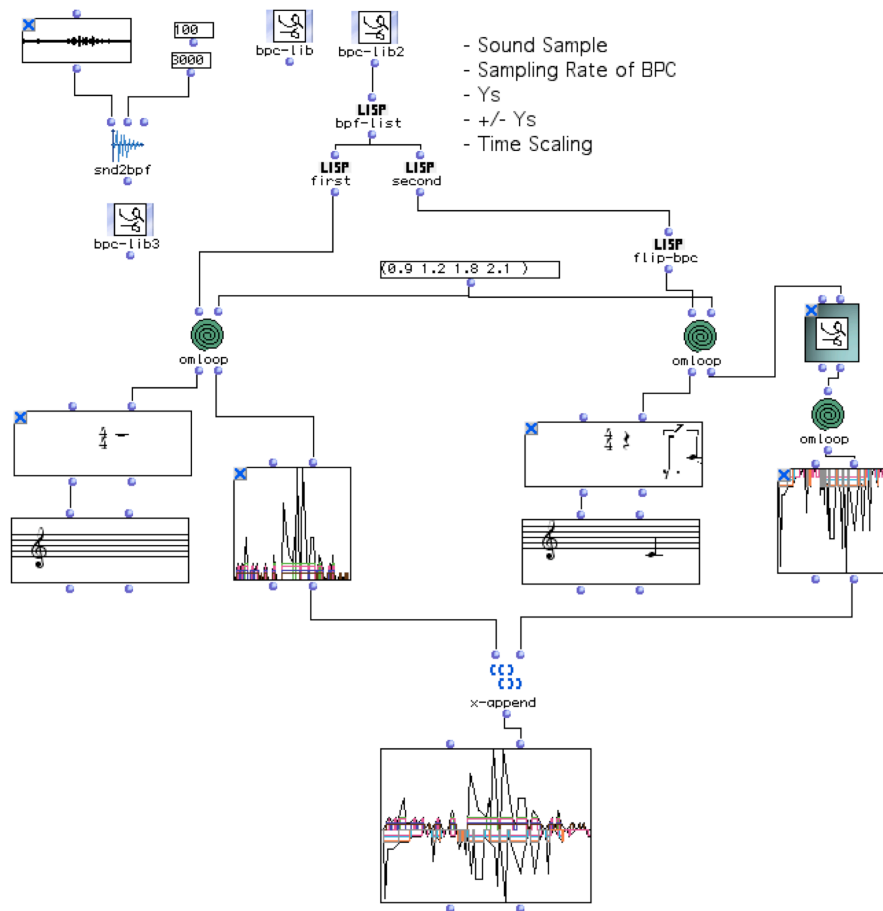 100
3000
bpc-lib
bpc-lib2
- Sound Sample
- Sampling Rate of BPC
- Ys
- +/- Ys
- Time Scaling
LISP
bpf-list
snd2bpf
LISP
first
LISP
second
bpc-lib3
LISP
flip-bpc
(0.9 1.2 1.8 2.1 )
omloop
omloop
omloop
4
4
4
4
7
x-append